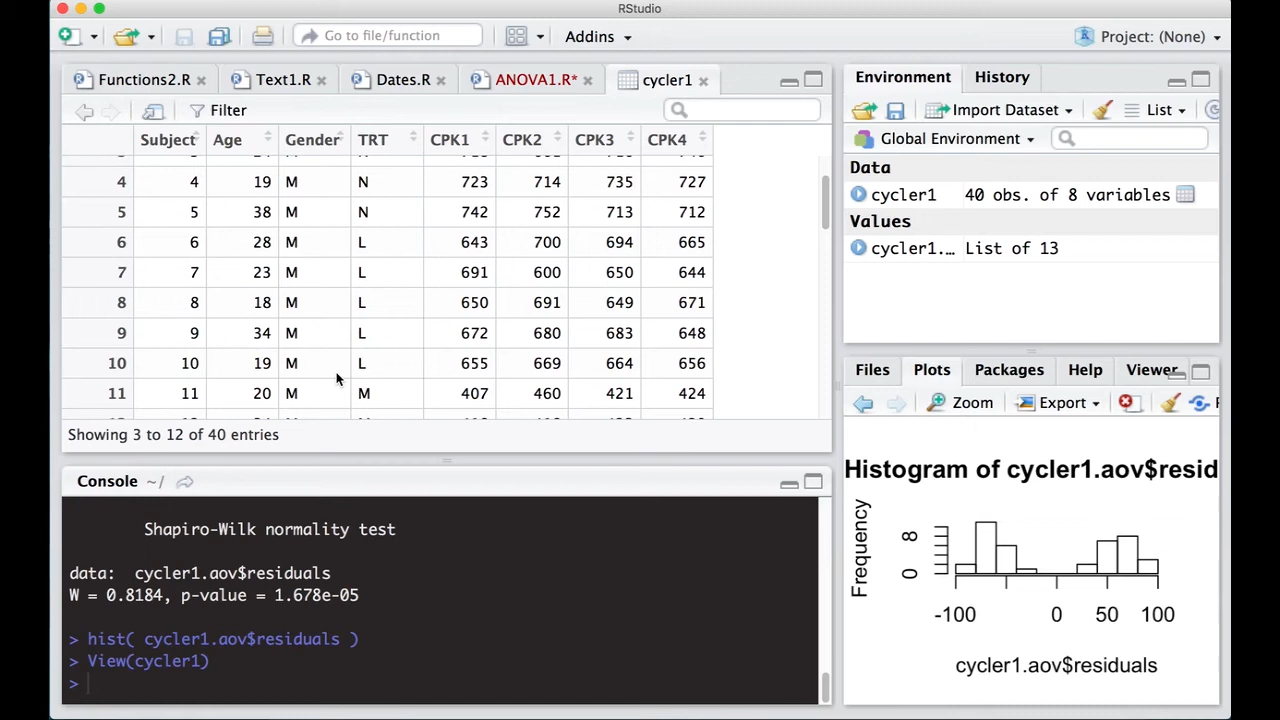 RStudio
Go to file/function
Addins
Project: (None)
Functions2.R
Text1.R
Dates.R
ANOVA1.R*
cycler1
Filter
Subject Age Gender TRT CPK1 CPK2 CPK3 CPK4
4 4 19 M N 723 714 735 727
5 5 38 M N 742 752 713 712
6 6 28 M L 643 700 694 665
7 7 23 M L 691 600 650 644
8 8 18 M L 650 691 649 671
9 9 34 M L 672 680 683 648
10 10 19 M L 655 669 664 656
11 11 20 M M 407 460 421 424
Showing 3 to 12 of 40 entries
Console ~/
Shapiro-Wilk normality test
data: cycler1.aov$residuals
W = 0.8184, p-value = 1.678e-05
> hist( cycler1.aov$residuals )
> View(cycler1)
>
Environment History
Import Dataset List
Global Environment
Data
cycler1 40 obs. of 8 variables
Values
cycler1.… List of 13
Files Plots Packages Help Viewer
Zoom Export
Histogram of cycler1.aov$resid
Frequency
8
0
-100 0 50 100
cycler1.aov$residuals